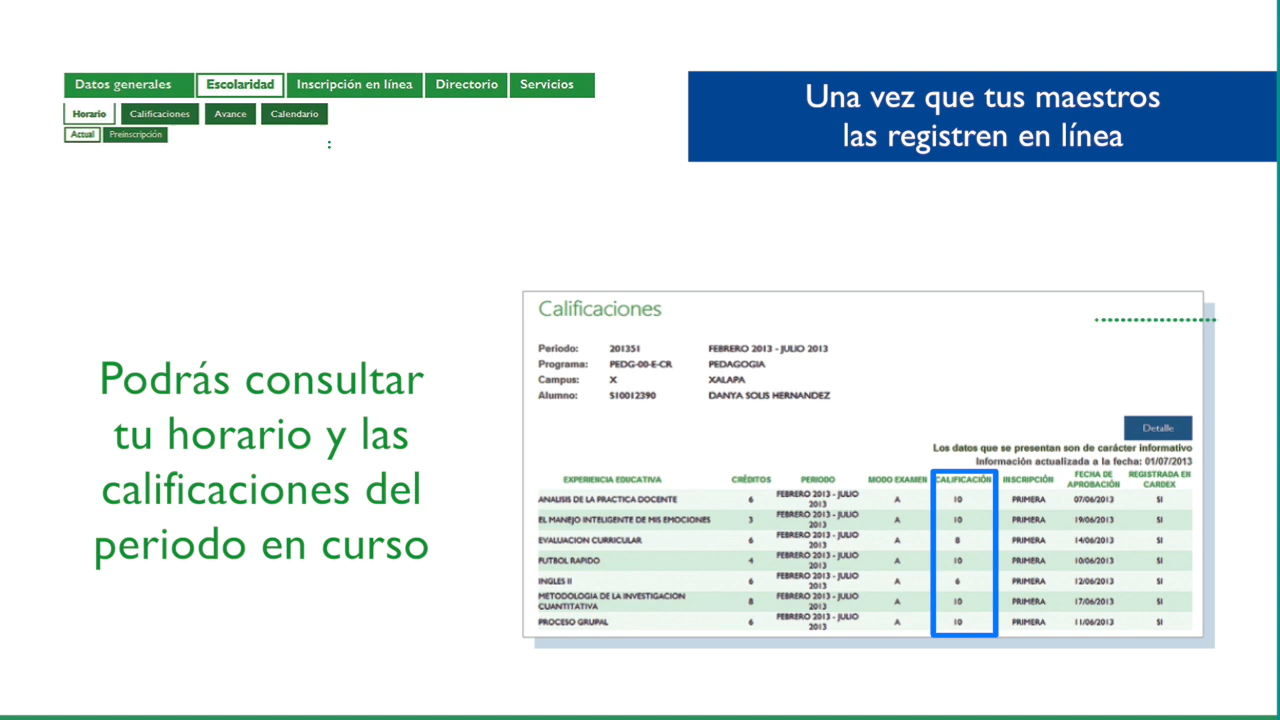 Datos generales Escolaridad Inscripción en línea Directorio Servicios
Horario Calificaciones Avance Calendario
Actual Preinscripción
:
Una vez que tus maestros
las registren en línea
Podrás consultar
tu horario y las
calificaciones del
periodo en curso
Calificaciones
Periodo: 201351 FEBRERO 2013 - JULIO 2013
Programa: PEDG-00-E-CR PEDAGOGIA
Campus: X XALAPA
Alumno: S10012390 DANYA SOLIS HERNANDEZ
Detalle
Los datos que se presentan son de carácter informativo
Información actualizada a la fecha: 01/07/2013
EXPERIENCIA EDUCATIVA CRÉDITOS PERIODO MODO EXAMEN CALIFICACIÓN INSCRIPCIÓN FECHA DE APROBACIÓN REGISTRADA EN CARDEX
ANALISIS DE LA PRACTICA DOCENTE 6 FEBRERO 2013 - JULIO 2013 A 10 PRIMERA 07/06/2013 SI
EL MANEJO INTELIGENTE DE MIS EMOCIONES 3 FEBRERO 2013 - JULIO 2013 A 10 PRIMERA 19/06/2013 SI
EVALUACION CURRICULAR 6 FEBRERO 2013 - JULIO 2013 A 8 PRIMERA 14/06/2013 SI
FUTBOL RAPIDO 4 FEBRERO 2013 - JULIO 2013 A 10 PRIMERA 10/06/2013 SI
INGLES II 6 FEBRERO 2013 - JULIO 2013 A 6 PRIMERA 12/06/2013 SI
METODOLOGIA DE LA INVESTIGACION CUANTITATIVA 8 FEBRERO 2013 - JULIO 2013 A 10 PRIMERA 17/06/2013 SI
PROCESO GRUPAL 6 FEBRERO 2013 - JULIO 2013 A 10 PRIMERA 11/06/2013 SI